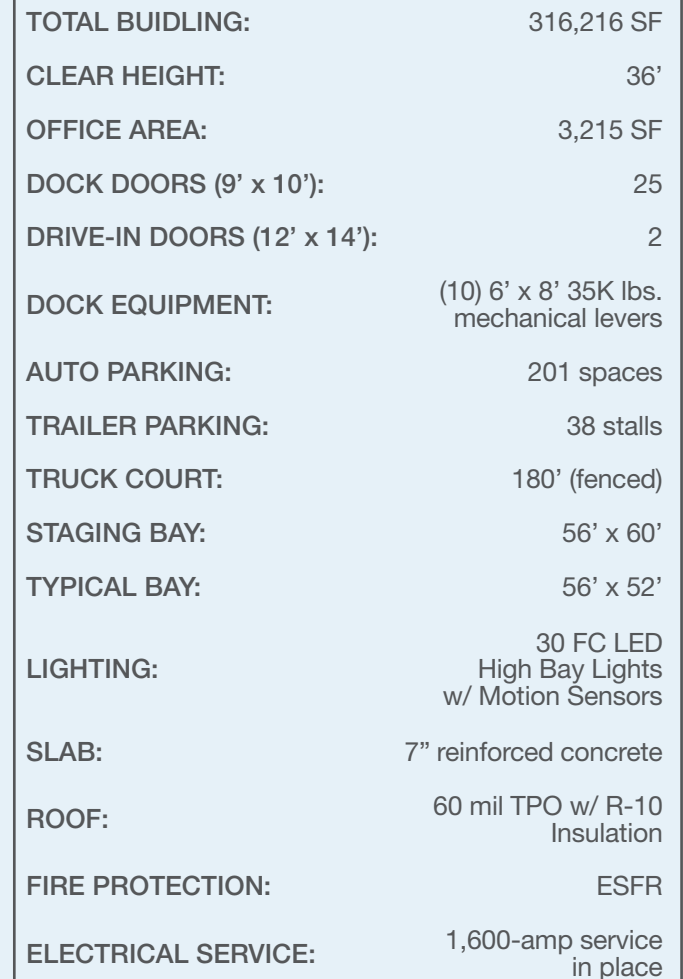 TOTAL BUIDLING: 316,216 SF
CLEAR HEIGHT: 36’
OFFICE AREA: 3,215 SF
DOCK DOORS (9’ x 10’): 25
DRIVE-IN DOORS (12’ x 14’): 2
DOCK EQUIPMENT: (10) 6’ x 8’ 35K lbs.
mechanical levers
AUTO PARKING: 201 spaces
TRAILER PARKING: 38 stalls
TRUCK COURT: 180’ (fenced)
STAGING BAY: 56’ x 60’
TYPICAL BAY: 56’ x 52’
LIGHTING: 30 FC LED
High Bay Lights
w/ Motion Sensors
SLAB: 7” reinforced concrete
ROOF: 60 mil TPO w/ R-10
Insulation
FIRE PROTECTION: ESFR
ELECTRICAL SERVICE: 1,600-amp service
in place